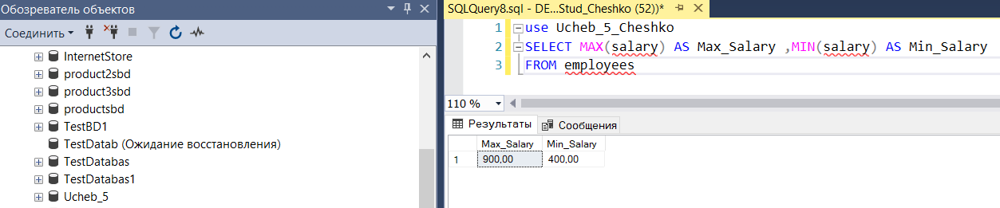 Обозреватель объектов
Соединить
InternetStore
product2sbd
product3sbd
productsbd
TestBD1
TestDatab (Ожидание восстановления)
TestDatabas
TestDatabas1
Ucheb_5
SQLQuery8.sql - DE...Stud_Cheshko (52))*
1 use Ucheb_5_Cheshko
2 SELECT MAX(salary) AS Max_Salary ,MIN(salary) AS Min_Salary
3 FROM employees
110 %
Результаты Сообщения
Max_Salary Min_Salary
1 900,00 400,00